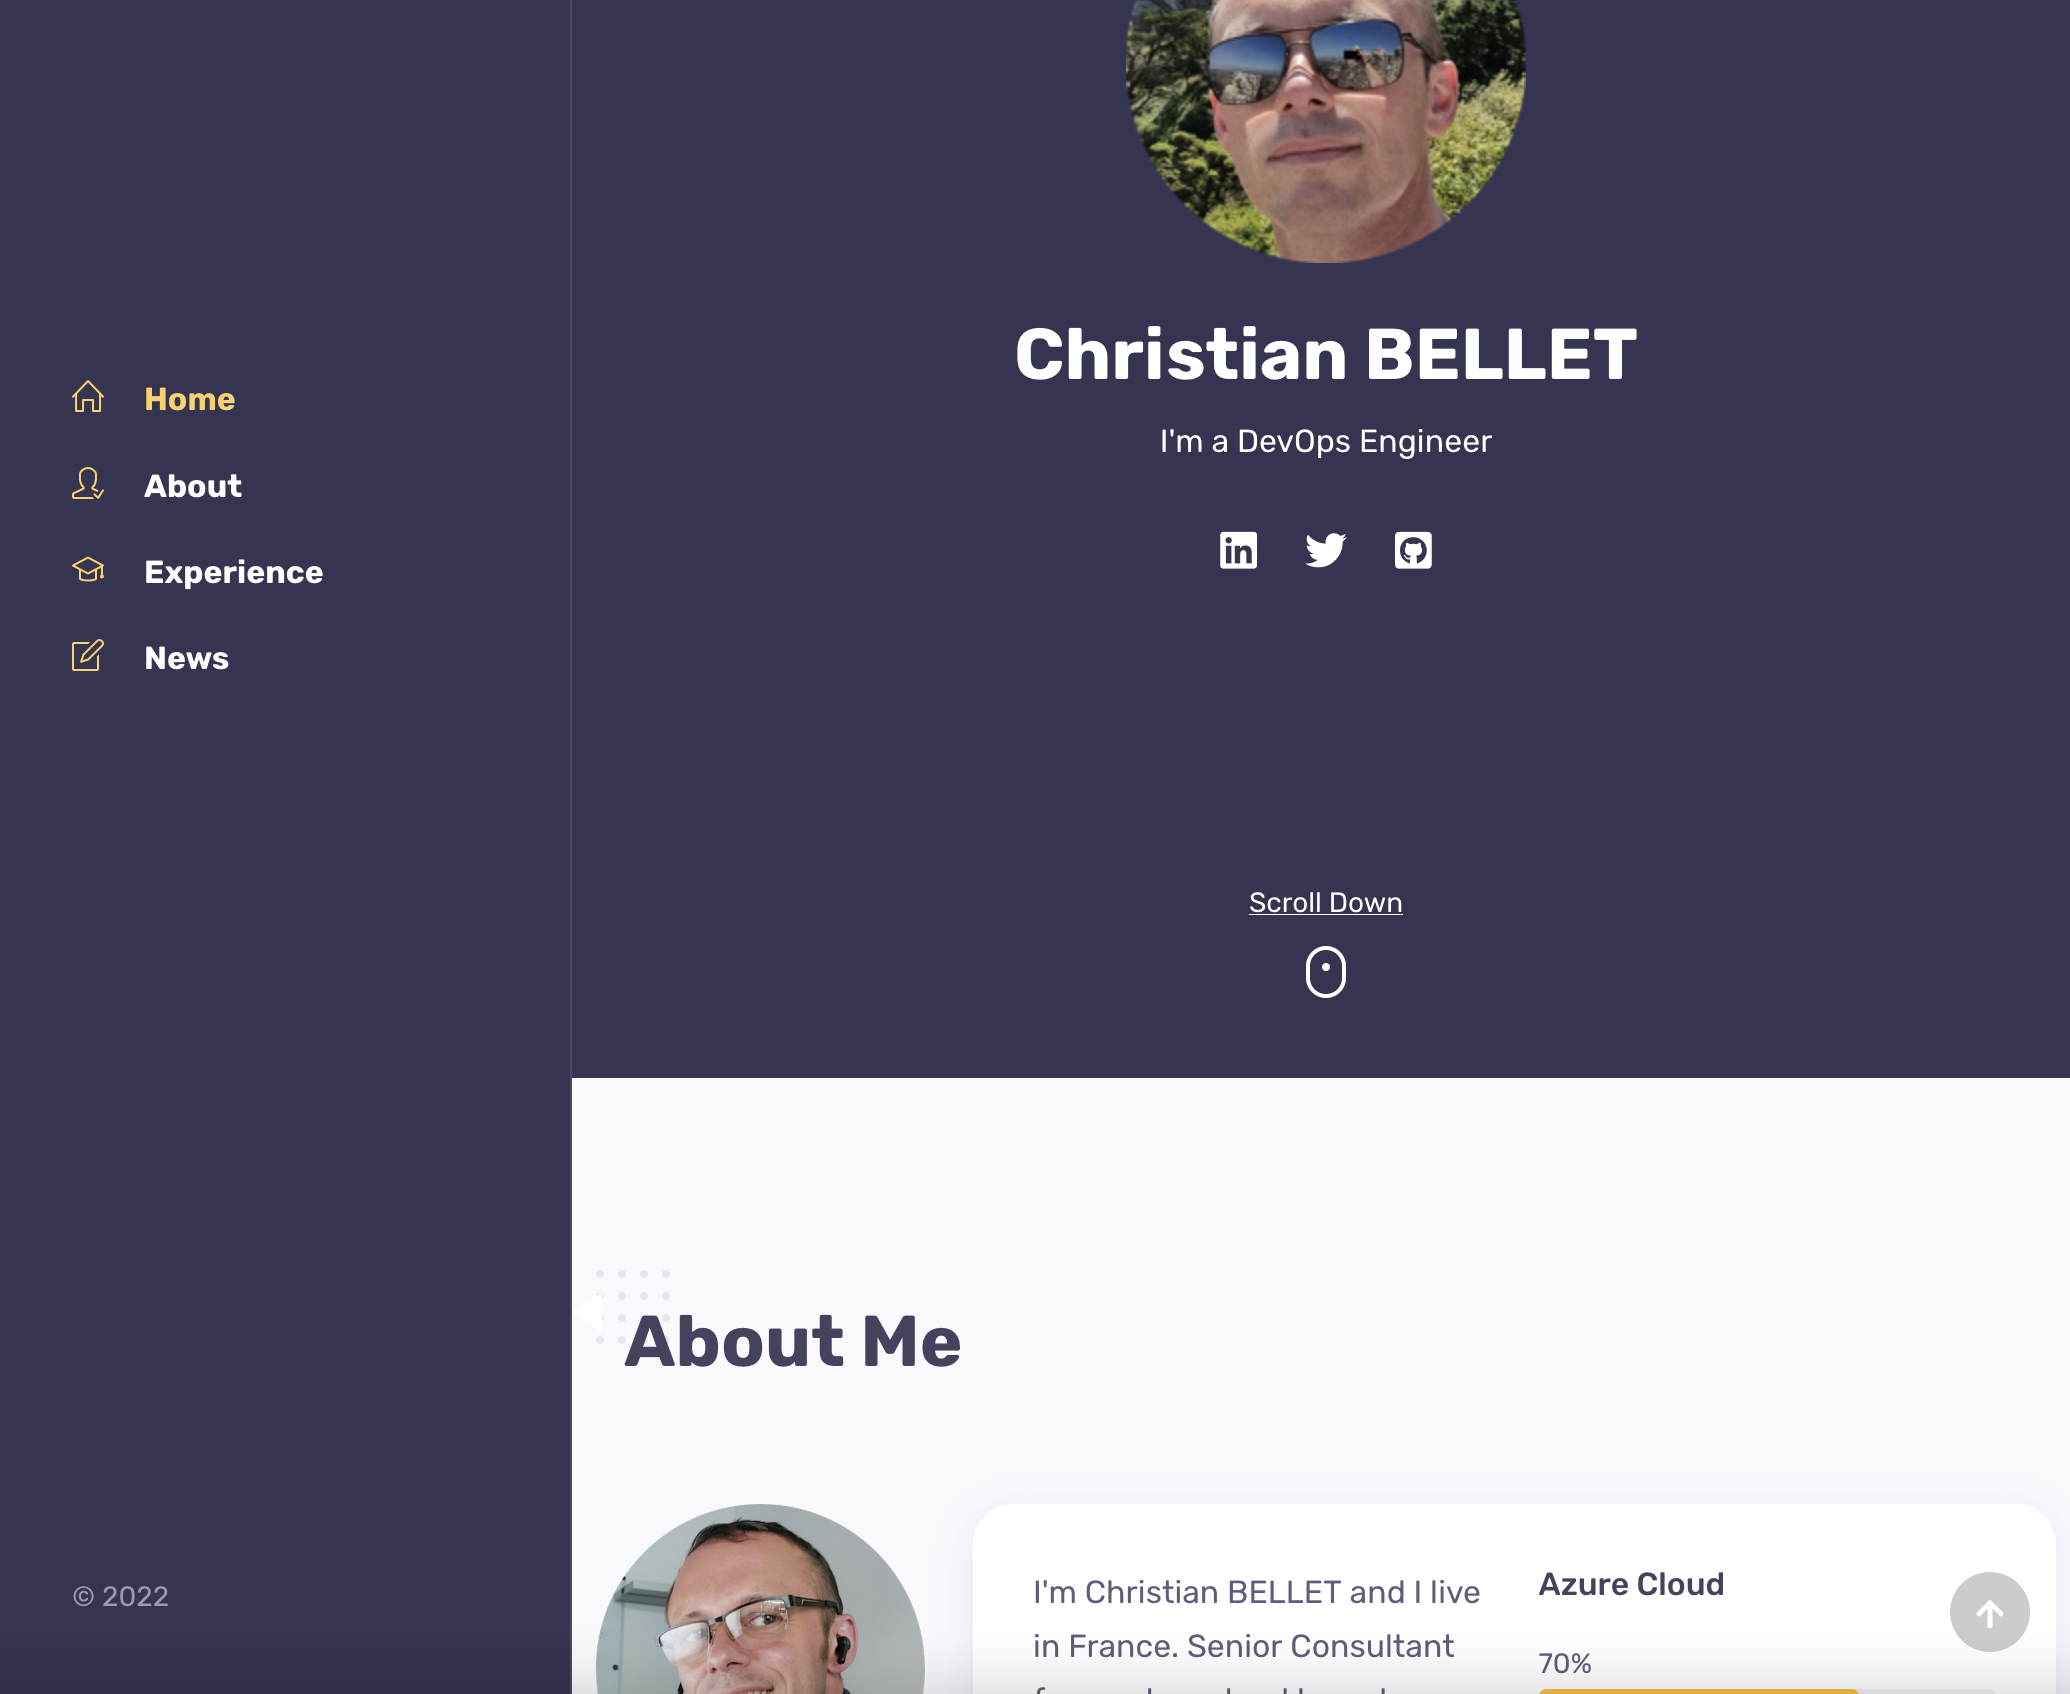 Home
About
Experience
News
© 2022
Christian BELLET
I'm a DevOps Engineer
in
Scroll Down
About Me
I'm Christian BELLET and I live
in France. Senior Consultant
Azure Cloud
70%